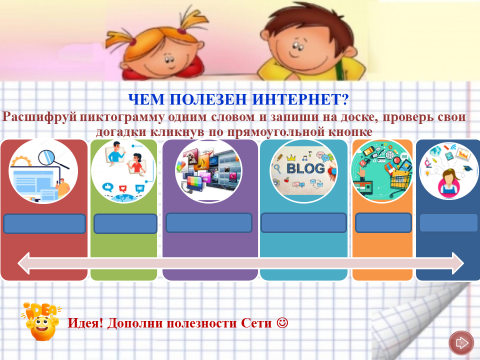 ЧЕМ ПОЛЕЗЕН ИНТЕРНЕТ?
Расшифруй пиктограмму одним словом и запиши на доске, проверь свои
догадки кликнув по прямоугольной кнопке
BLOG
IDEA
Идея! Дополни полезности Сети ☺